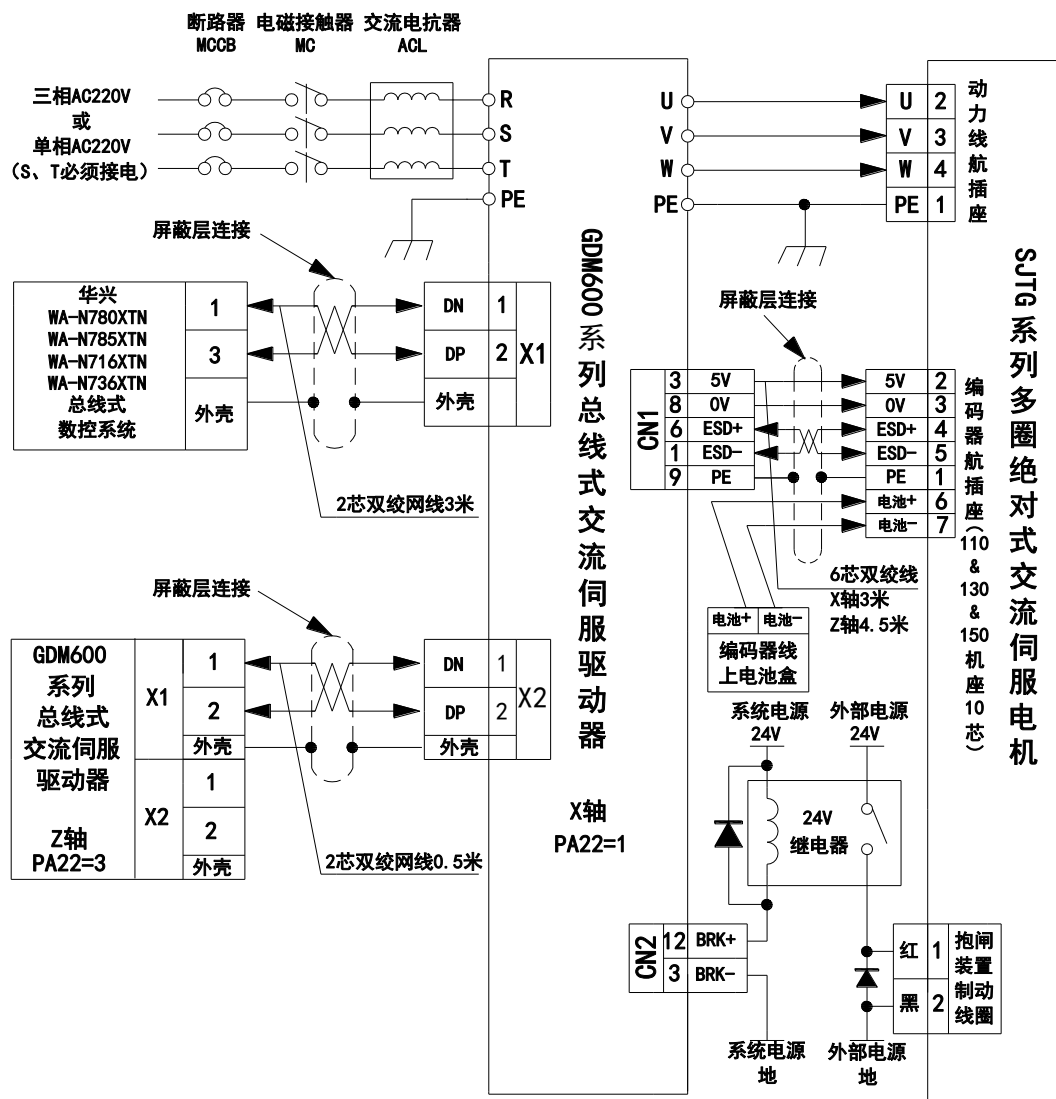 断路器 电磁接触器 交流电抗器
MCCB MC ACL
三相AC220V
或
单相AC220V
(S、T必须接电)
R
S
T
PE
U
V
W
PE
U 2
V 3
W 4
PE 1
动力线航插座
屏蔽层连接
华兴
WA-N780XTN
WA-N785XTN
WA-N716XTN
WA-N736XTN
总线式
数控系统
1
3
外壳
DN 1
DP 2
外壳
X1
2芯双绞网线3米
GDM600系列总线式交流伺服驱动器
X轴
PA22=1
屏蔽层连接
CN1
3 5V
8 0V
6 ESD+
1 ESD-
9 PE
5V 2
0V 3
ESD+ 4
ESD- 5
PE 1
电池+ 6
电池- 7
编码器航插座(110&130&150机座10芯)
SJTG系列多圈绝对式交流伺服电机
6芯双绞线
X轴3米
Z轴4.5米
电池+ 电池-
编码器线
上电池盒
屏蔽层连接
GDM600
系列
总线式
交流伺服
驱动器
Z轴
PA22=3
X1
1
2
外壳
X2
1
2
外壳
DN 1
DP 2
外壳
X2
2芯双绞网线0.5米
系统电源
24V
外部电源
24V
24V
继电器
CN2
12 BRK+
3 BRK-
红 1
黑 2
抱闸
装置
制动
线圈
系统电源
地
外部电源
地